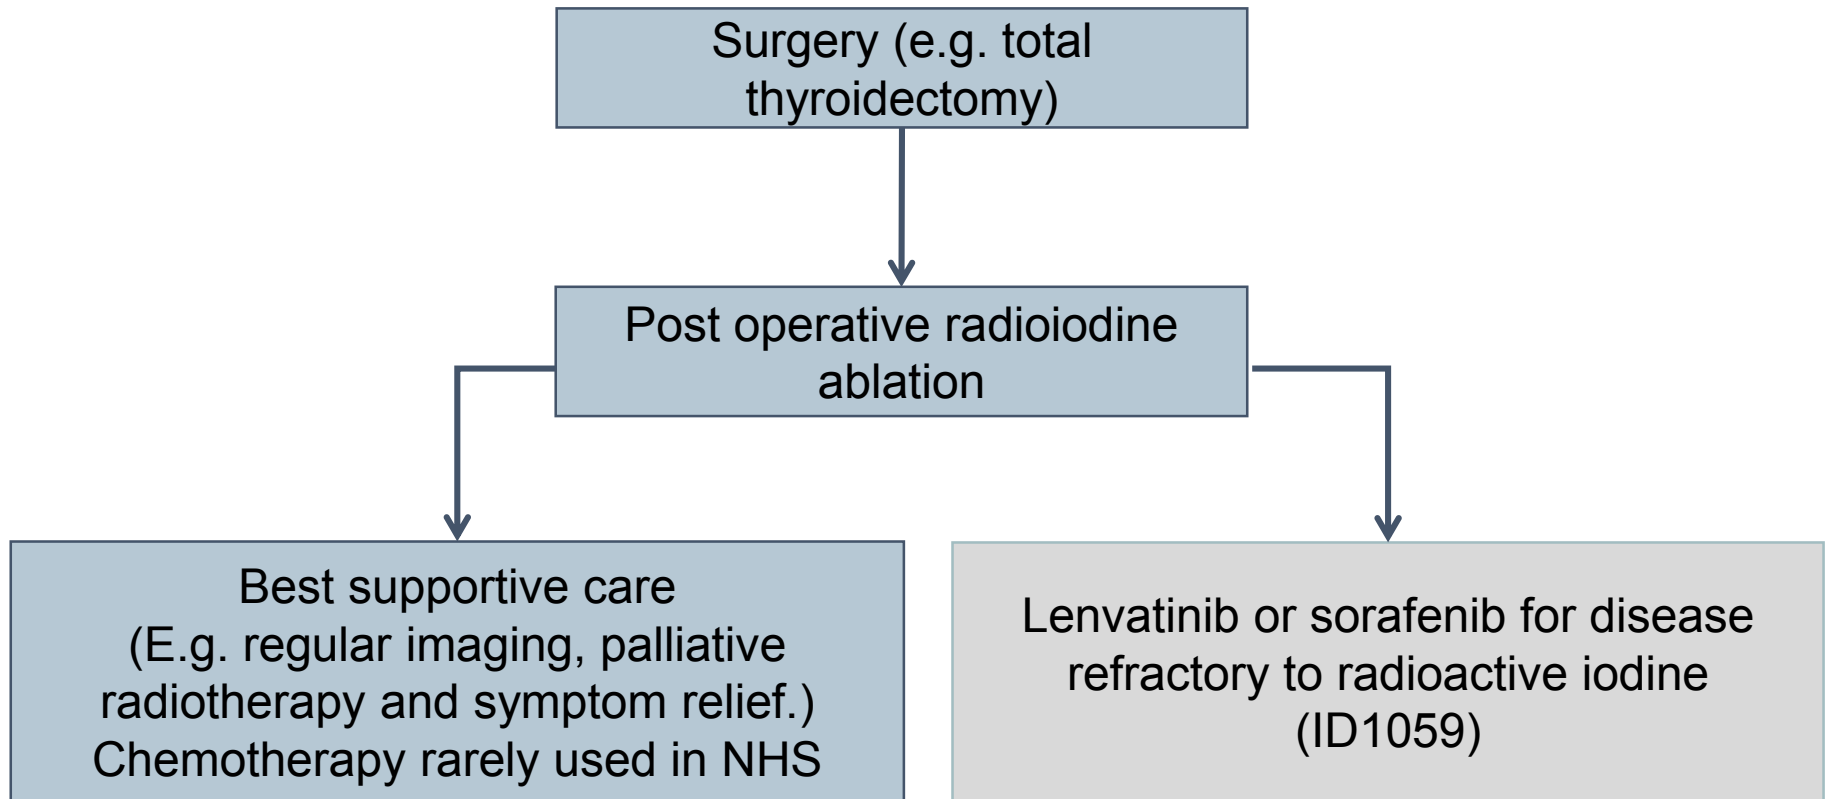 Surgery (e.g. total
thyroidectomy)
Post operative radioiodine
ablation
Best supportive care
(E.g. regular imaging, palliative
radiotherapy and symptom relief.)
Chemotherapy rarely used in NHS
Lenvatinib or sorafenib for disease
refractory to radioactive iodine
(ID1059)